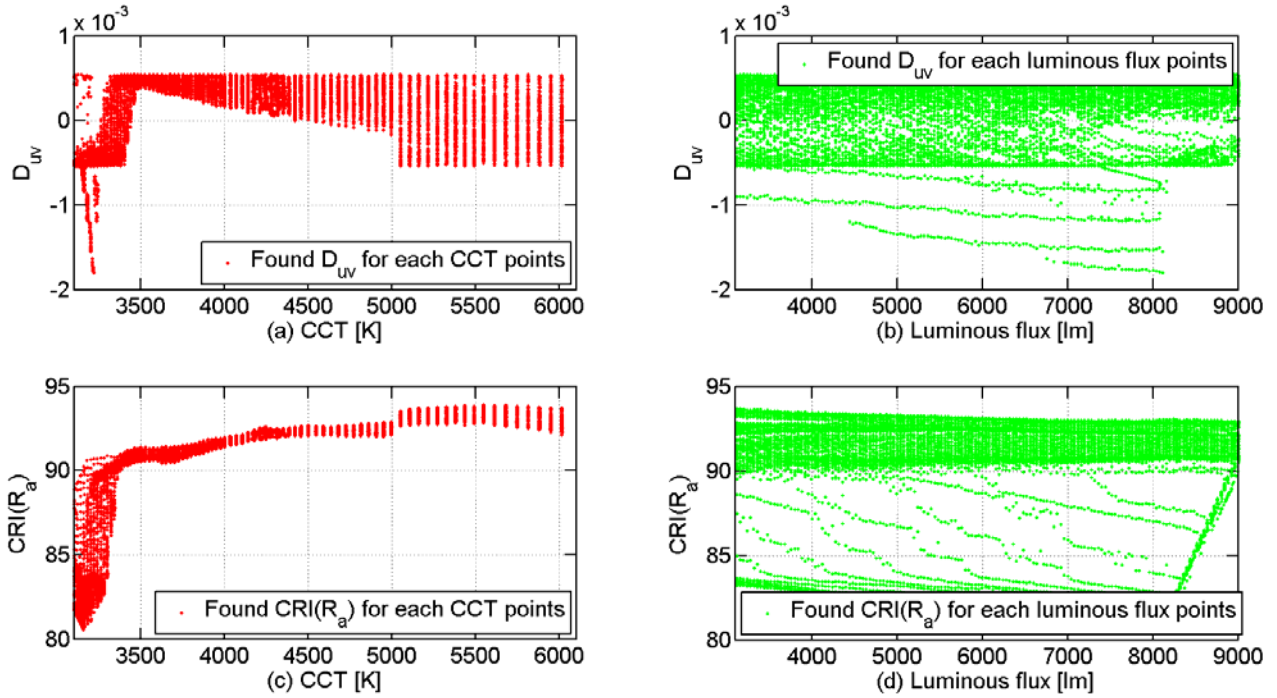 x 10⁻³
1
0
-1
-2
D_uv
3500 4000 4500 5000 5500 6000
(a) CCT [K]
Found D_uv for each CCT points
x 10⁻³
1
0
-1
-2
D_uv
4000 5000 6000 7000 8000 9000
(b) Luminous flux [lm]
Found D_uv for each luminous flux points
95
90
85
80
CRI(R_a)
3500 4000 4500 5000 5500 6000
(c) CCT [K]
Found CRI(R_a) for each CCT points
95
90
85
80
CRI(R_a)
4000 5000 6000 7000 8000 9000
(d) Luminous flux [lm]
Found CRI(R_a) for each luminous flux points